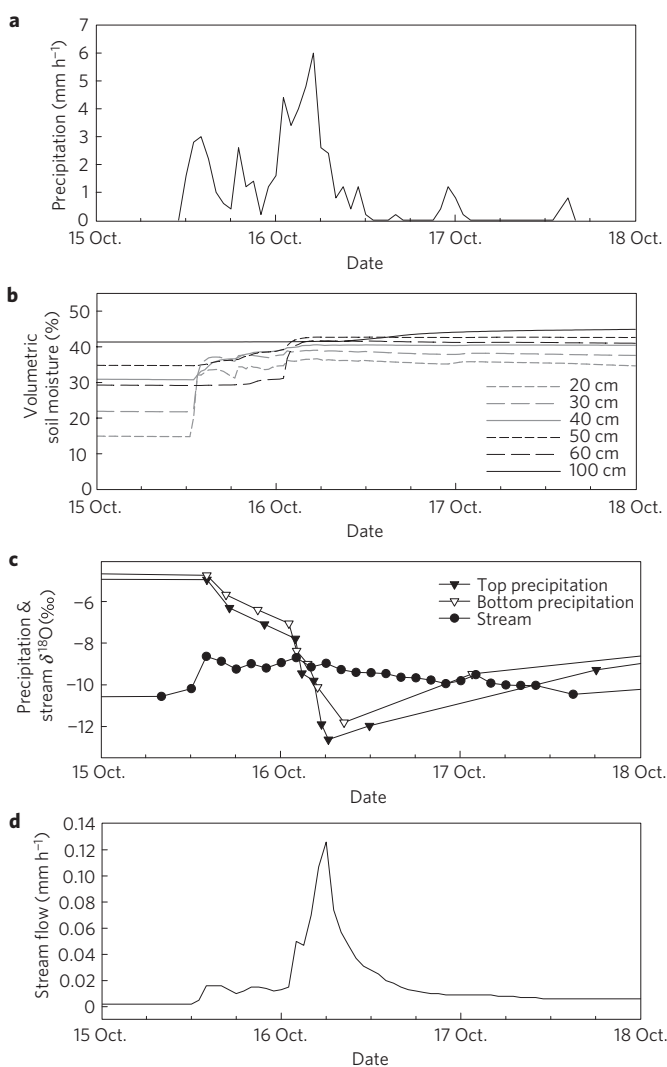 a
7
6
5
4
3
2
1
0
Precipitation (mm h⁻¹)
15 Oct. 16 Oct. 17 Oct. 18 Oct.
Date
b
50
40
30
20
10
0
Volumetric
soil moisture (%)
20 cm
30 cm
40 cm
50 cm
60 cm
100 cm
15 Oct. 16 Oct. 17 Oct. 18 Oct.
Date
c
−6
−8
−10
−12
Precipitation &
stream δ¹⁸O (‰)
Top precipitation
Bottom precipitation
Stream
15 Oct. 16 Oct. 17 Oct. 18 Oct.
Date
d
0.14
0.12
0.10
0.08
0.06
0.04
0.02
0
Stream flow (mm h⁻¹)
15 Oct. 16 Oct. 17 Oct. 18 Oct.
Date